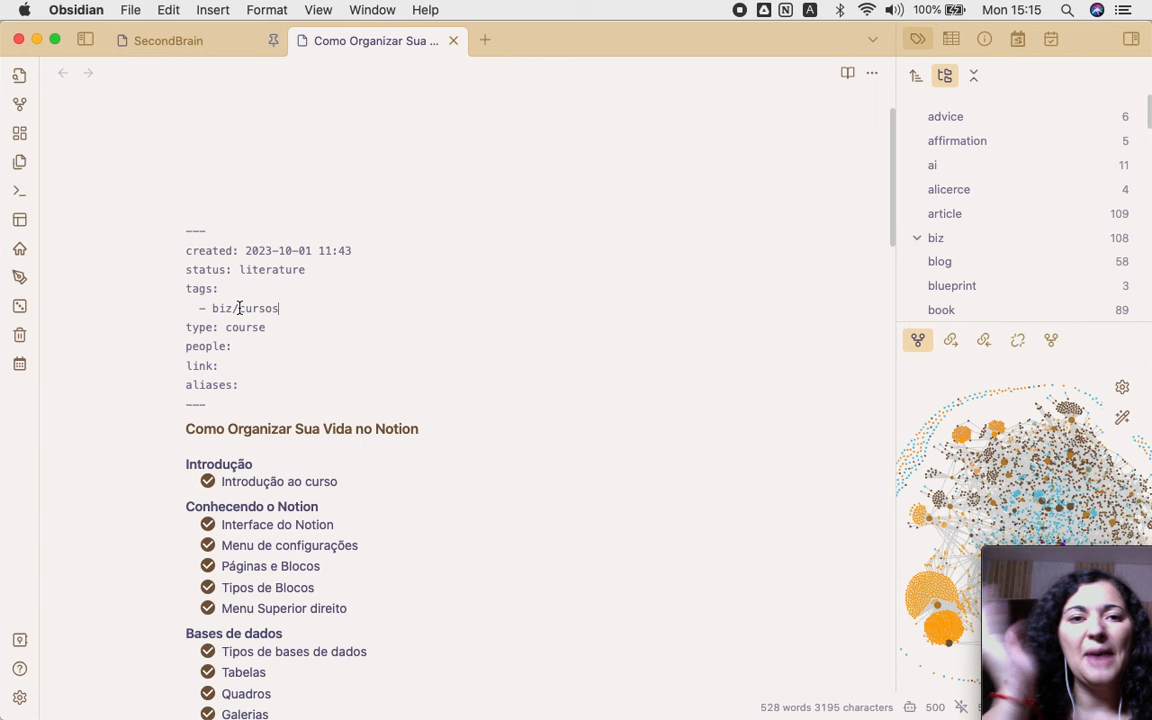 Obsidian File Edit Insert Format View Window Help 100% Mon 15:15
SecondBrain
Como Organizar Sua ...
---
created: 2023-10-01 11:43
status: literature
tags:
- biz/cursos
type: course
people:
link:
aliases:
---
Como Organizar Sua Vida no Notion
Introdução
Introdução ao curso
Conhecendo o Notion
Interface do Notion
Menu de configurações
Páginas e Blocos
Tipos de Blocos
Menu Superior direito
Bases de dados
Tipos de bases de dados
Tabelas
Quadros
Galerias
528 words 3195 characters 500
advice 6
affirmation 5
ai 11
alicerce 4
article 109
biz 108
blog 58
blueprint 3
book 89